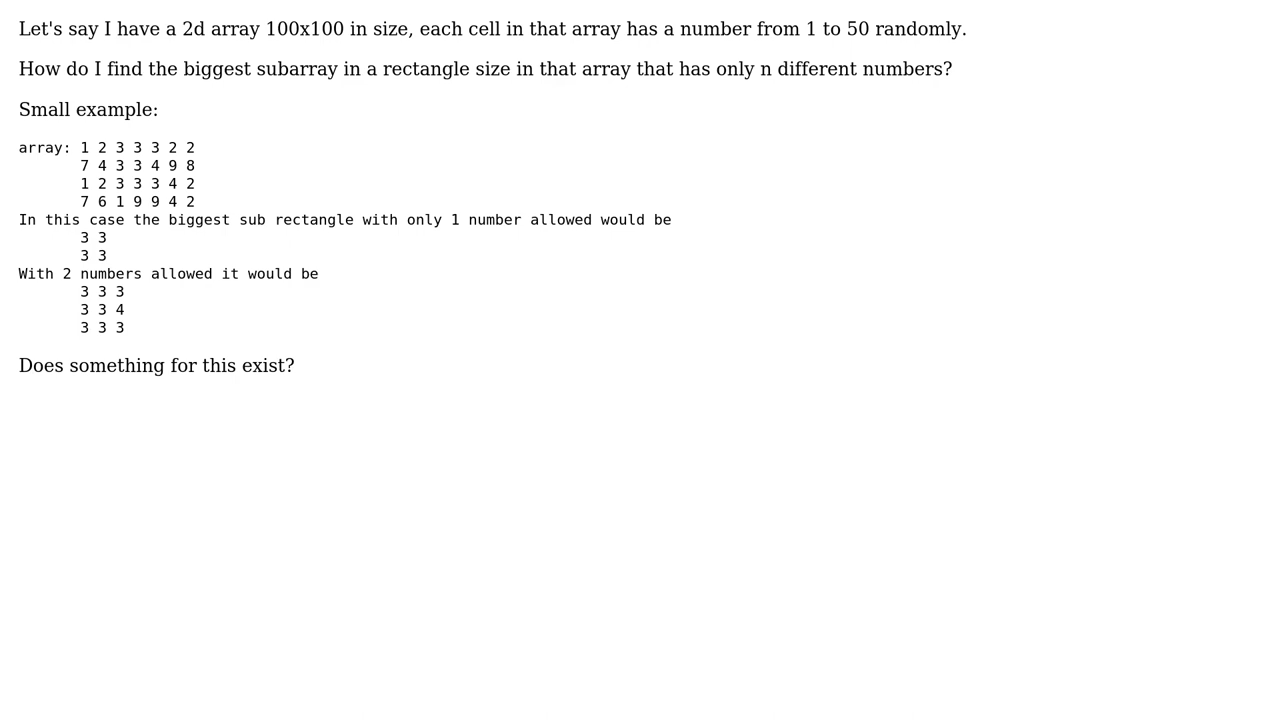 Let's say I have a 2d array 100x100 in size, each cell in that array has a number from 1 to 50 randomly.
How do I find the biggest subarray in a rectangle size in that array that has only n different numbers?
Small example:
array: 1 2 3 3 3 2 2
       7 4 3 3 4 9 8
       1 2 3 3 3 4 2
       7 6 1 9 9 4 2
In this case the biggest sub rectangle with only 1 number allowed would be
       3 3
       3 3
With 2 numbers allowed it would be
       3 3 3
       3 3 4
       3 3 3
Does something for this exist?